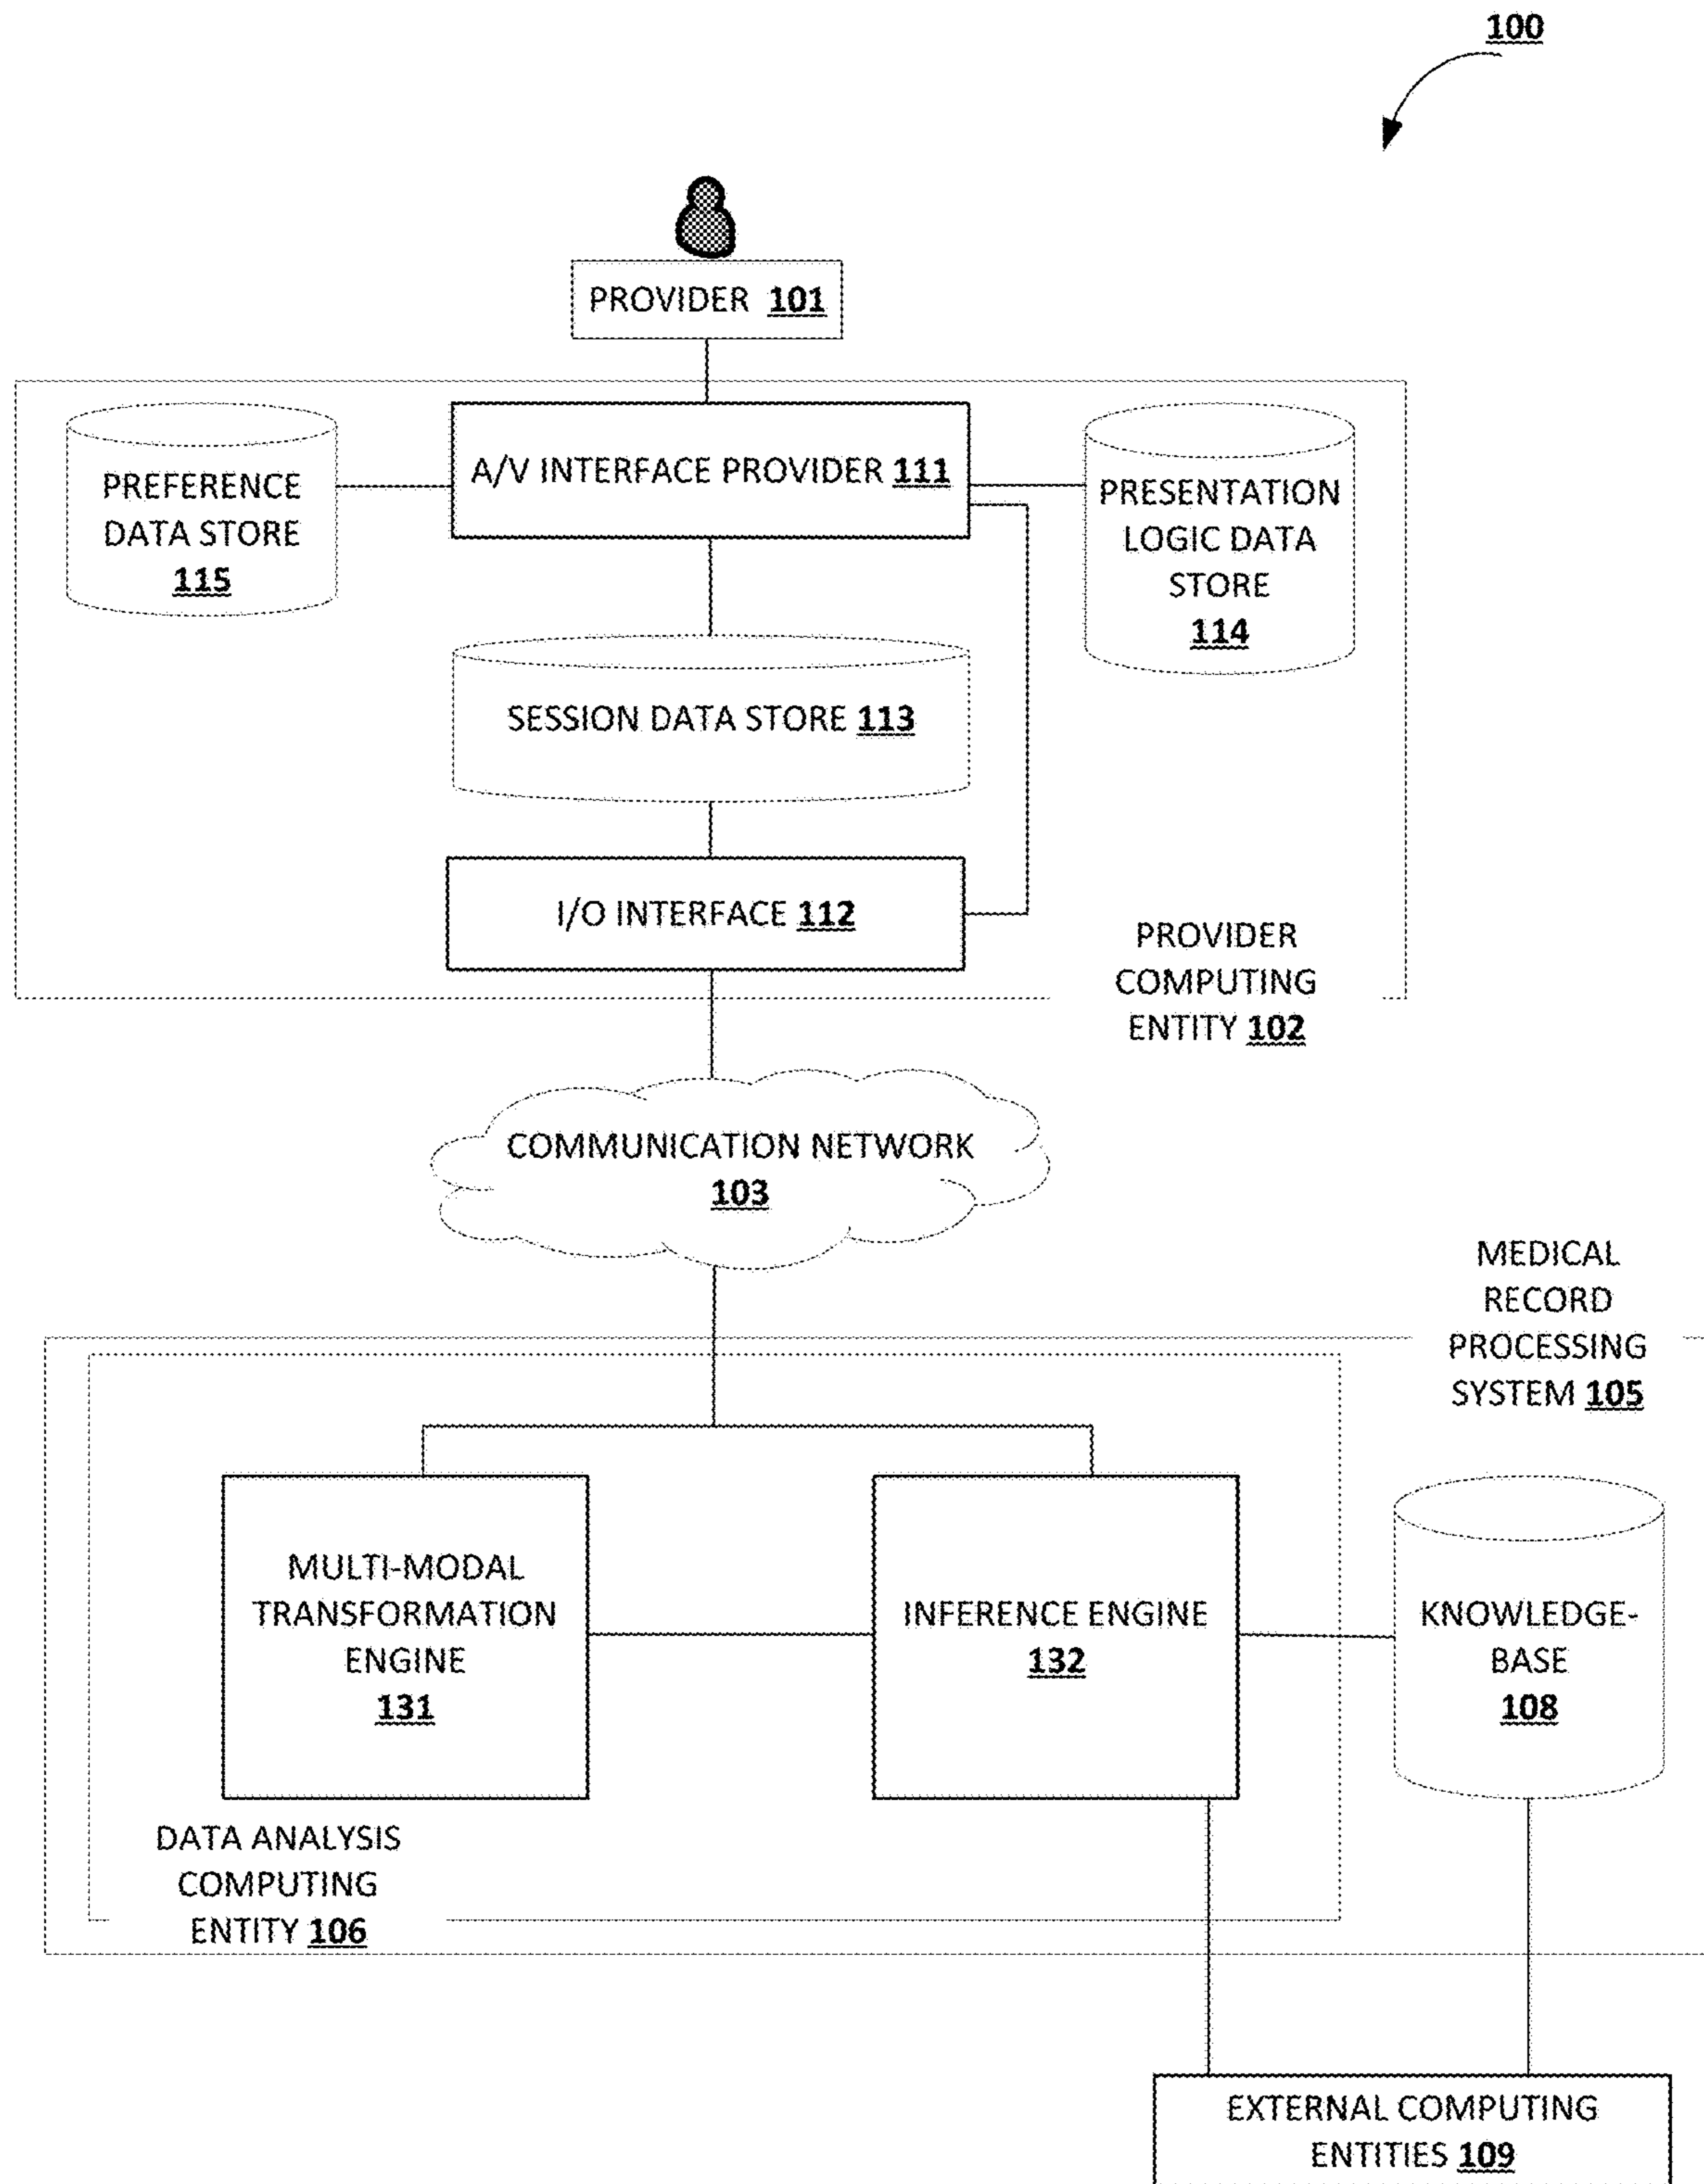 100
PROVIDER 101
A/V INTERFACE PROVIDER 111
PREFERENCE
DATA STORE
115
PRESENTATION
LOGIC DATA
STORE
114
SESSION DATA STORE 113
I/O INTERFACE 112
PROVIDER
COMPUTING
ENTITY 102
COMMUNICATION NETWORK
103
MEDICAL
RECORD
PROCESSING
SYSTEM 105
MULTI-MODAL
TRANSFORMATION
ENGINE
131
INFERENCE ENGINE
132
KNOWLEDGE-
BASE
108
DATA ANALYSIS
COMPUTING
ENTITY 106
EXTERNAL COMPUTING
ENTITIES 109